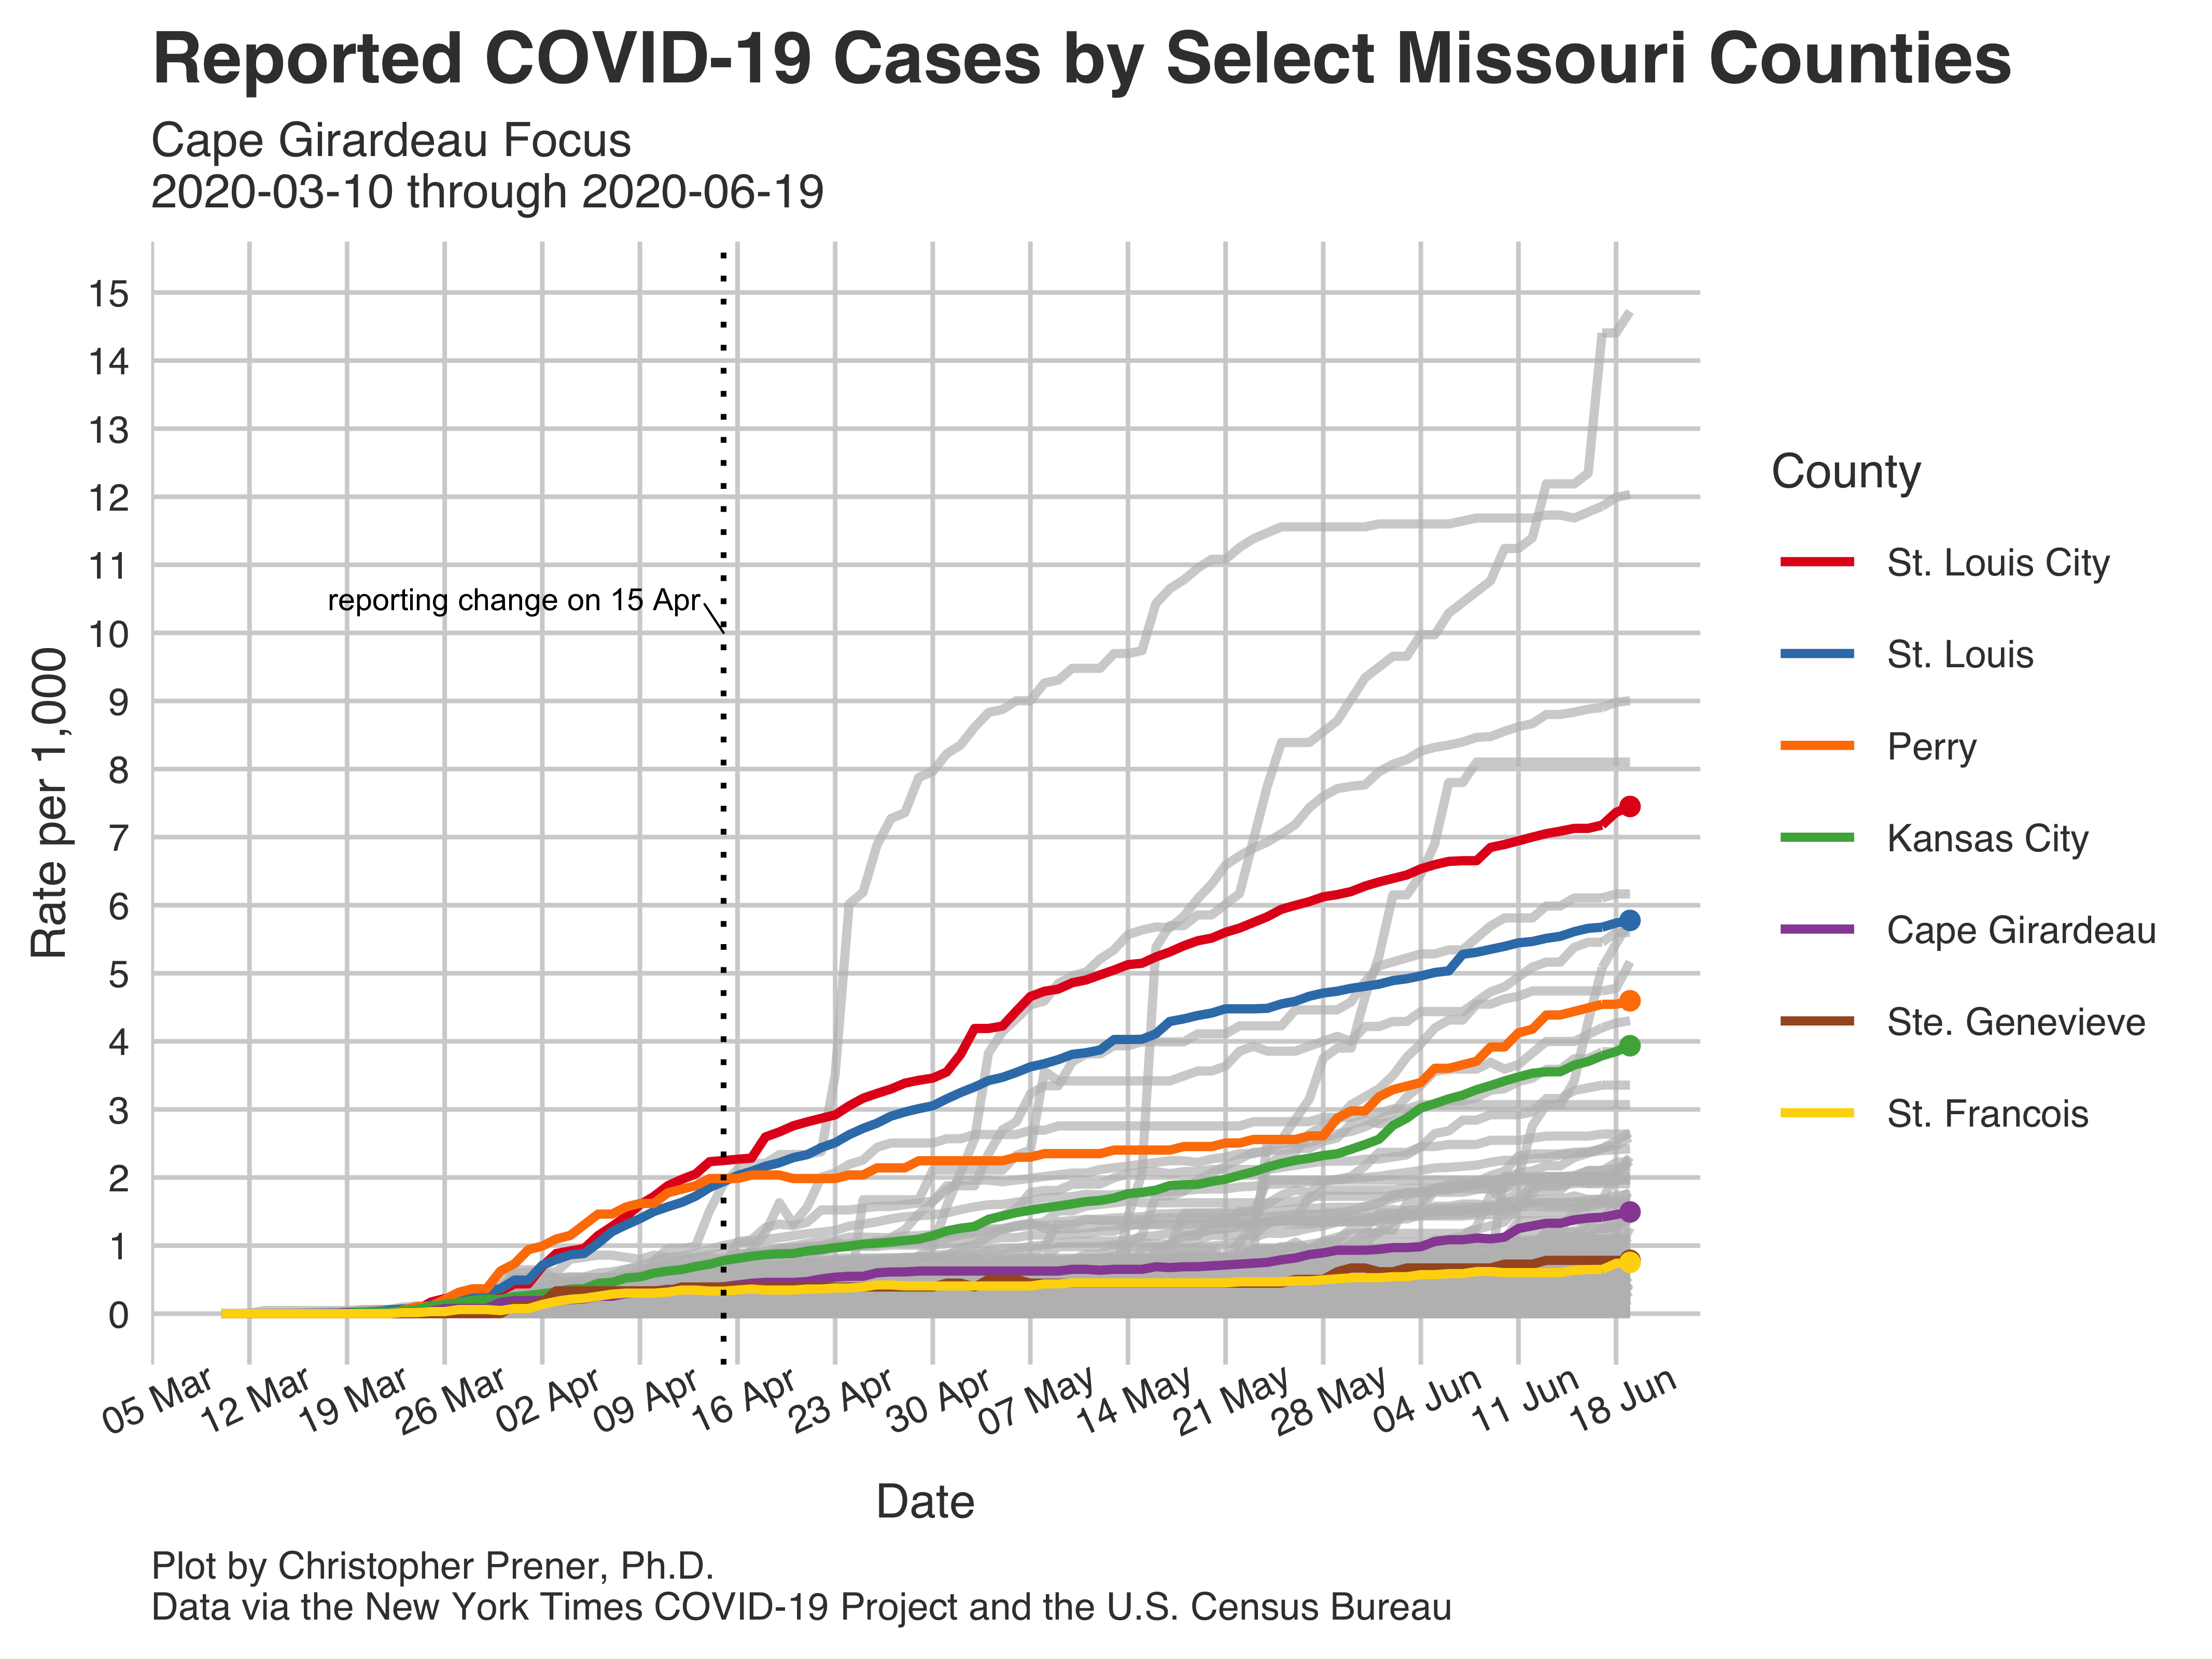 Reported COVID-19 Cases by Select Missouri Counties
Cape Girardeau Focus
2020-03-10 through 2020-06-19
15
14
13
12
11
10
9
8
7
6
5
4
3
2
1
0
Rate per 1,000
reporting change on 15 Apr
05 Mar
12 Mar
19 Mar
26 Mar
02 Apr
09 Apr
16 Apr
23 Apr
30 Apr
07 May
14 May
21 May
28 May
04 Jun
11 Jun
18 Jun
Date
County
St. Louis City
St. Louis
Perry
Kansas City
Cape Girardeau
Ste. Genevieve
St. Francois
Plot by Christopher Prener, Ph.D.
Data via the New York Times COVID-19 Project and the U.S. Census Bureau